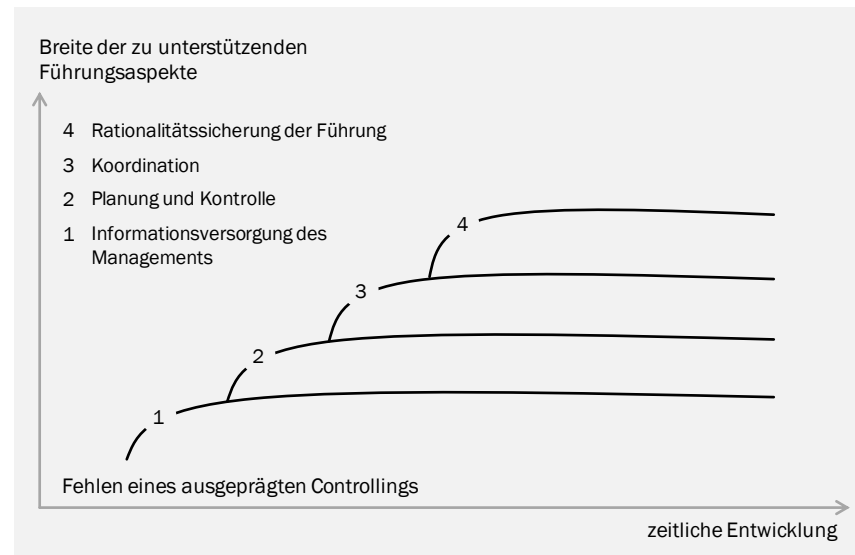 Breite der zu unterstützenden
Führungsaspekte
4 Rationalitätssicherung der Führung
3 Koordination
2 Planung und Kontrolle
1 Informationsversorgung des
Managements
4
3
2
1
Fehlen eines ausgeprägten Controllings
zeitliche Entwicklung